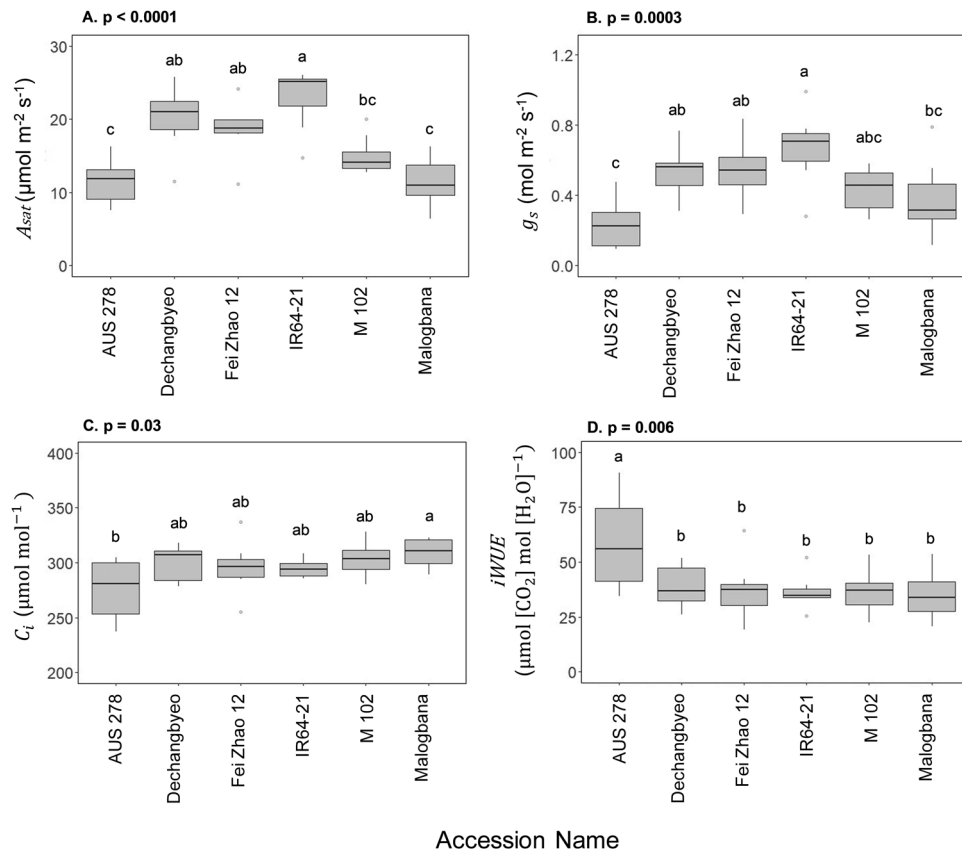 A. p < 0.0001
30
20
10
0
Asat (µmol m-2 s-1)
c
ab
ab
a
bc
c
AUS 278
Dechangbyeo
Fei Zhao 12
IR64-21
M 102
Malogbana
B. p = 0.0003
1.2
0.8
0.4
0.0
gs (mol m-2 s-1)
c
ab
ab
a
abc
bc
AUS 278
Dechangbyeo
Fei Zhao 12
IR64-21
M 102
Malogbana
C. p = 0.03
400
350
300
250
200
Ci (µmol mol−1 )
b
ab
ab
ab
ab
a
AUS 278
Dechangbyeo
Fei Zhao 12
IR64-21
M 102
Malogbana
D. p = 0.006
100
75
50
25
0
iWUE
(µmol [CO2] mol [H2O]−1)
a
b
b
b
b
b
AUS 278
Dechangbyeo
Fei Zhao 12
IR64-21
M 102
Malogbana
Accession Name